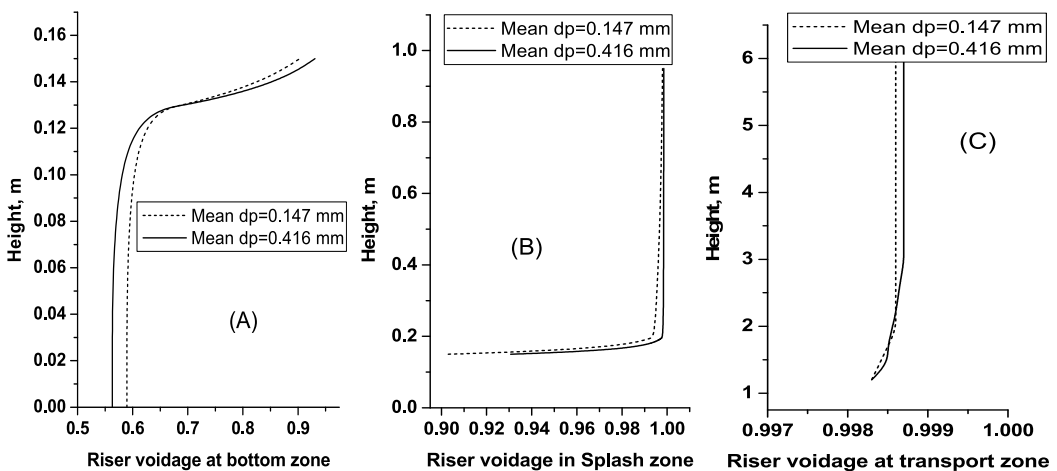 0.16
0.14
0.12
0.10
0.08
0.06
0.04
0.02
0.00
Height, m
Mean dp=0.147 mm
Mean dp=0.416 mm
(A)
0.5 0.6 0.7 0.8 0.9
Riser voidage at bottom zone
Mean dp=0.147 mm
Mean dp=0.416 mm
1.0
0.8
0.6
0.4
0.2
0.0
Height, m
(B)
0.90 0.92 0.94 0.96 0.98 1.00
Riser voidage in Splash zone
Mean dp=0.147 mm
Mean dp=0.416 mm
6
5
4
3
2
1
Height, m
(C)
0.997 0.998 0.999 1.000
Riser voidage at transport zone